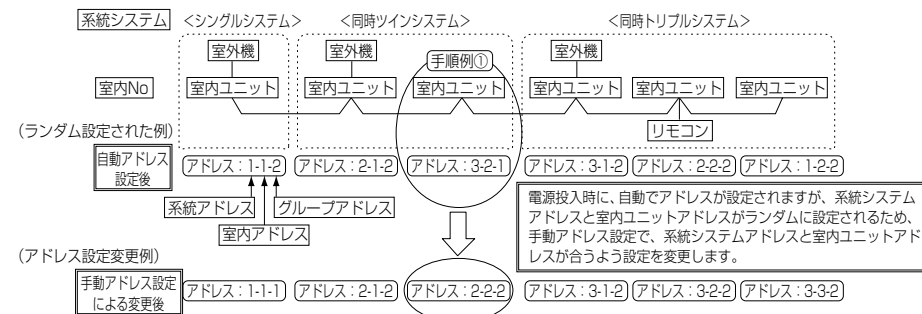 系統システム <シングルシステム> <同時ツインシステム> <同時トリプルシステム>
室外機 室外機 手順例① 室外機
室内No 室内ユニット 室内ユニット 室内ユニット 室内ユニット 室内ユニット 室内ユニット
リモコン
(ランダム設定された例)
自動アドレス
設定後
アドレス:1-1-2 アドレス:2-1-2 アドレス:3-2-1 アドレス:3-1-2 アドレス:2-2-2 アドレス:1-2-2
系統アドレス グループアドレス
室内アドレス
電源投入時に、自動でアドレスが設定されますが、系統システム
アドレスと室内ユニットアドレスがランダムに設定されるため、
手動アドレス設定で、系統システムアドレスと室内ユニットアド
レスが合うよう設定を変更します。
(アドレス設定変更例)
手動アドレス設定
による変更後
アドレス:1-1-1 アドレス:2-1-2 アドレス:2-2-2 アドレス:3-1-2 アドレス:3-2-2 アドレス:3-3-2